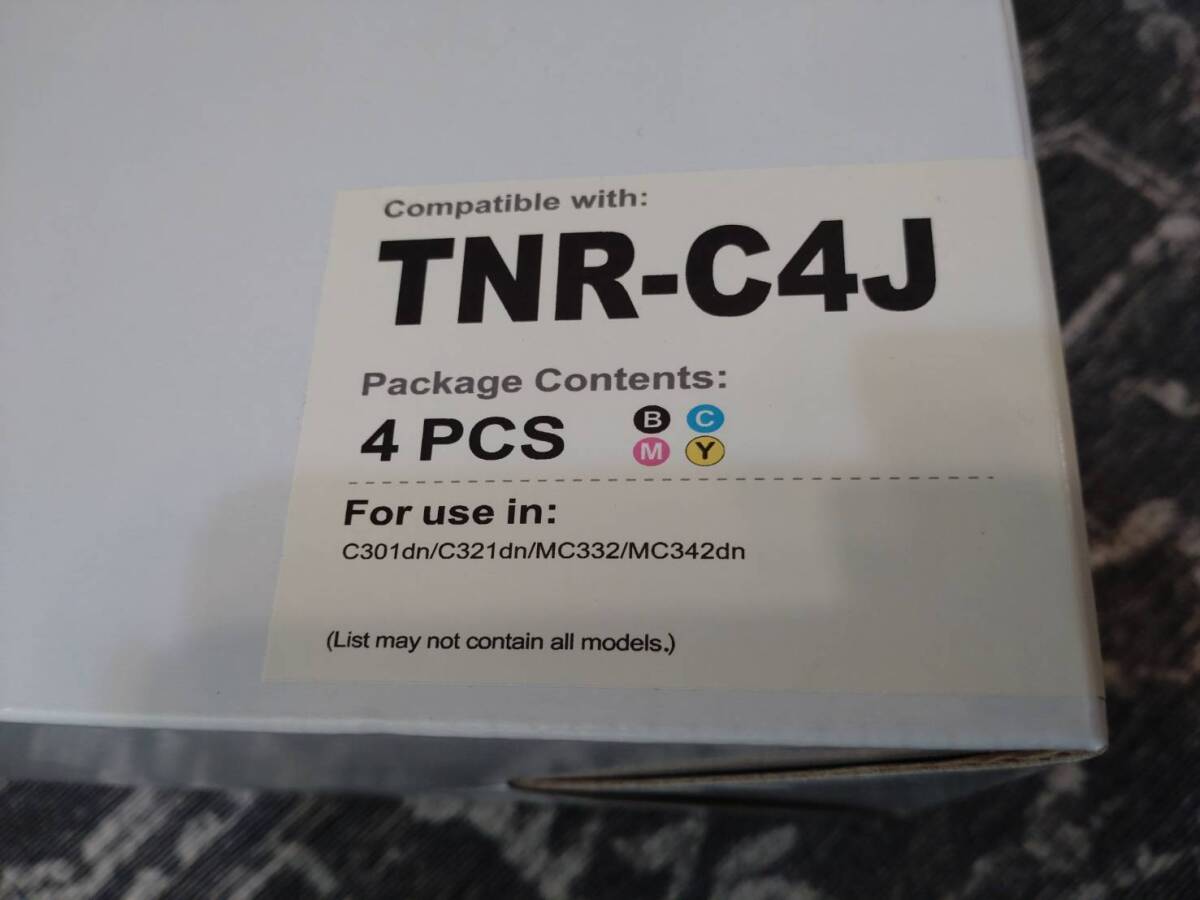 Compatible with:
TNR-C4J
Package Contents:
4 PCS B C
M Y
For use in:
C301dn/C321dn/MC332/MC342dn
(List may not contain all models.)